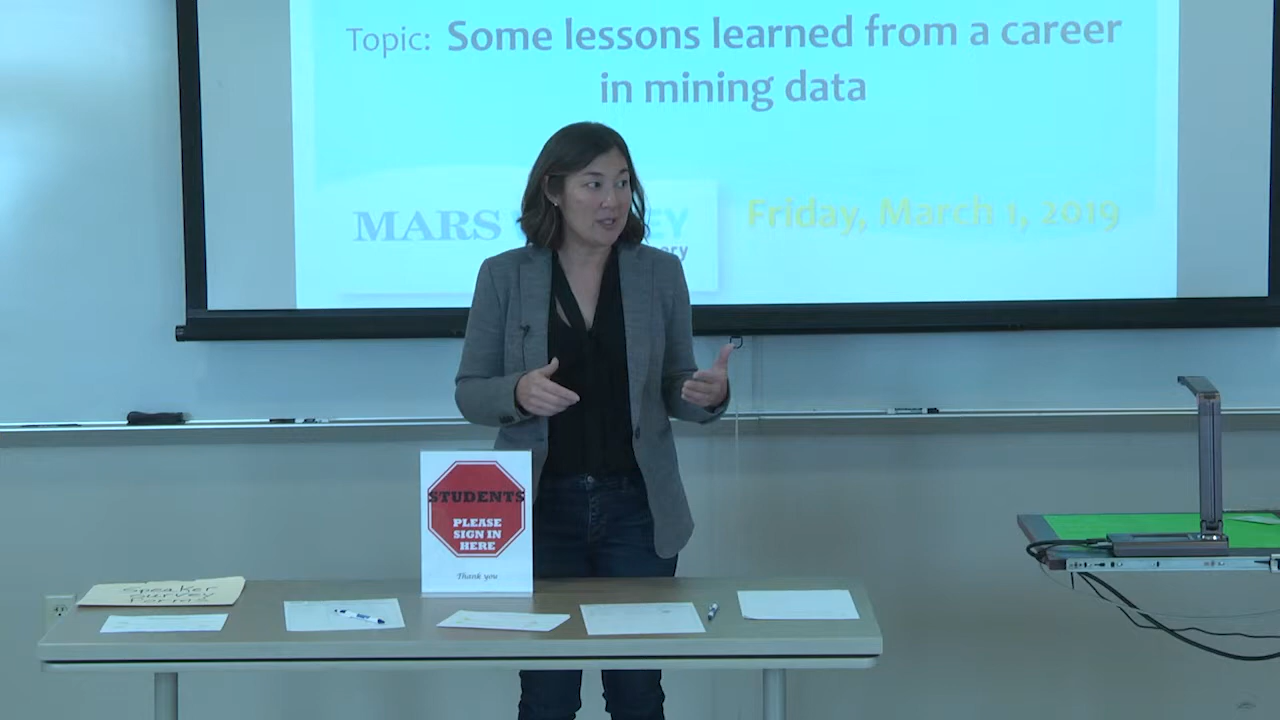 Topic: Some lessons learned from a career
in mining data
MARS
Friday, March 1, 2019
STUDENTS
PLEASE
SIGN IN
HERE
Thank you
Speaker
Survey
Forms